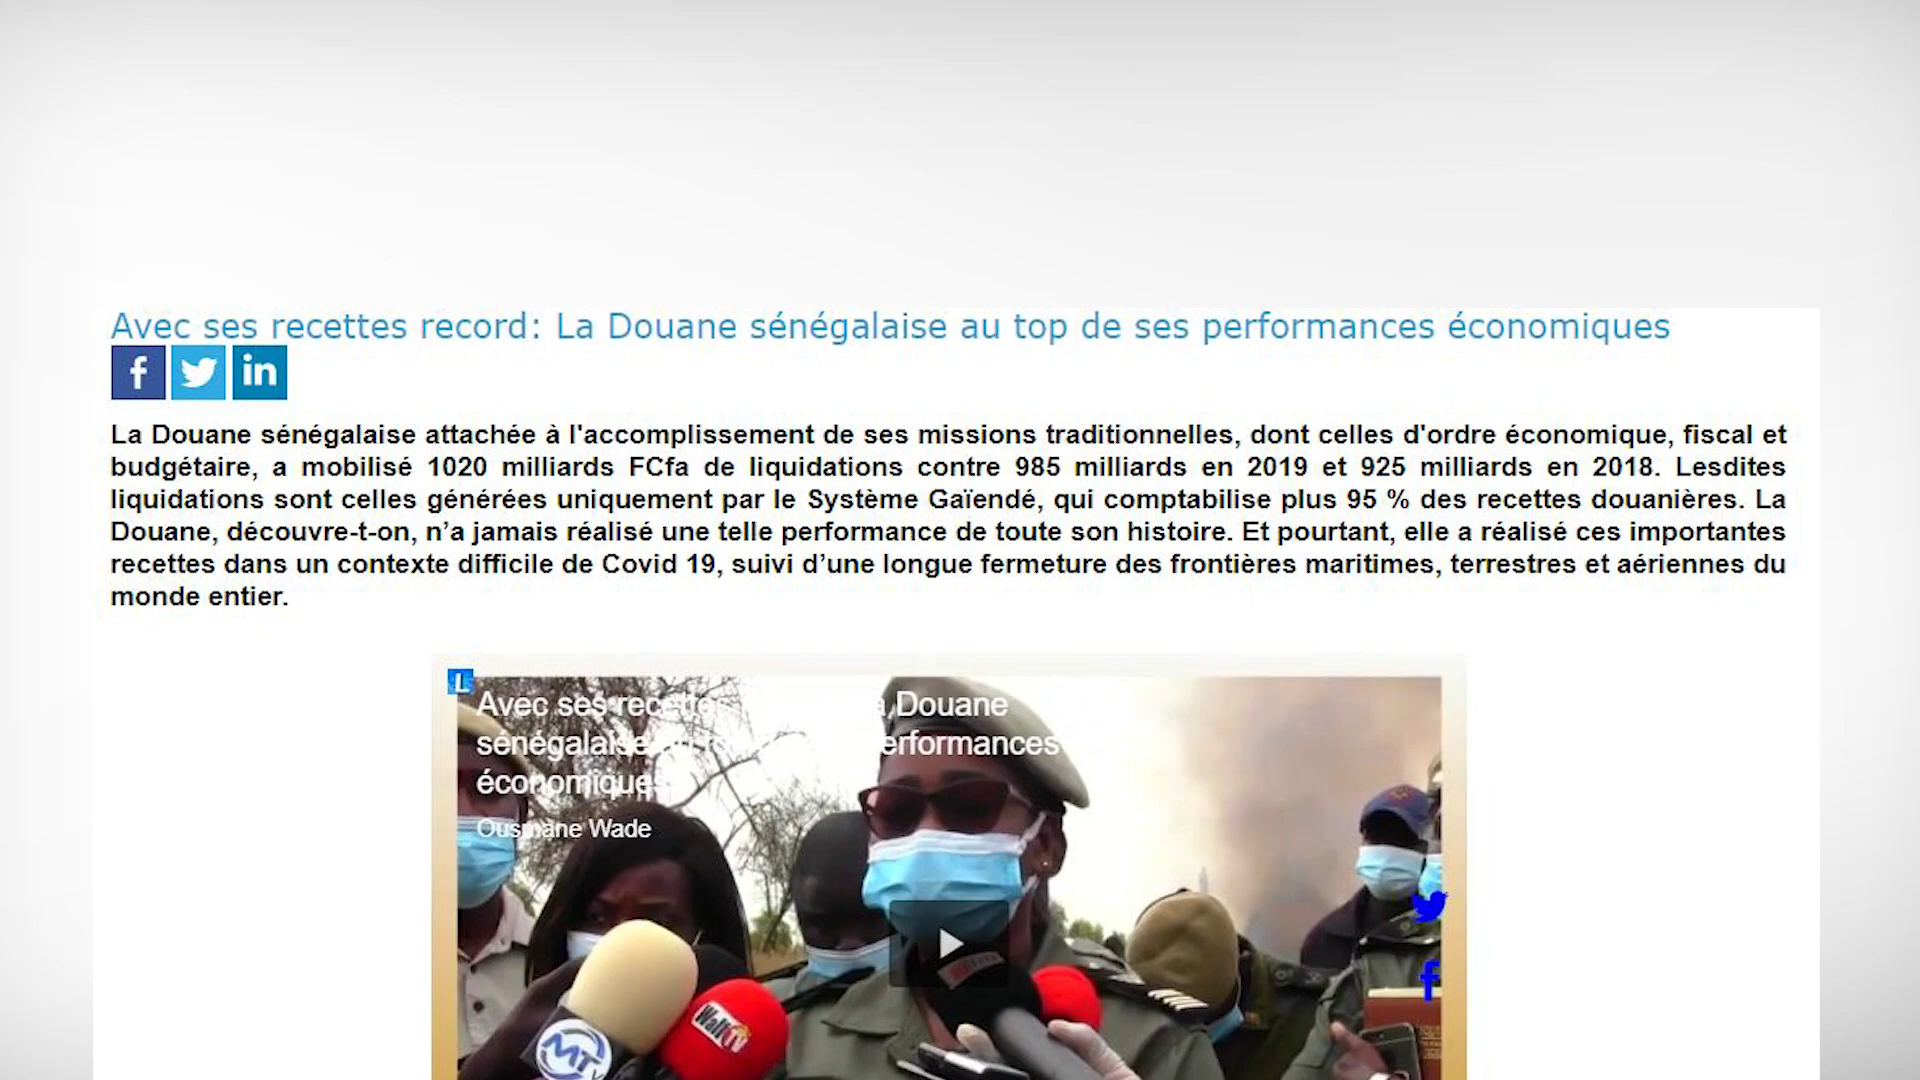 Avec ses recettes record: La Douane sénégalaise au top de ses performances économiques
f
in
La Douane sénégalaise attachée à l'accomplissement de ses missions traditionnelles, dont celles d'ordre économique, fiscal et
budgétaire, a mobilisé 1020 milliards FCfa de liquidations contre 985 milliards en 2019 et 925 milliards en 2018. Lesdites
liquidations sont celles générées uniquement par le Système Gaïendé, qui comptabilise plus 95 % des recettes douanières. La
Douane, découvre-t-on, n’a jamais réalisé une telle performance de toute son histoire. Et pourtant, elle a réalisé ces importantes
recettes dans un contexte difficile de Covid 19, suivi d’une longue fermeture des frontières maritimes, terrestres et aériennes du
monde entier.
L
Avec ses recettes Douane
sénégalaise performances
économiques
Ousmane Wade
f
Walf TV
MTV